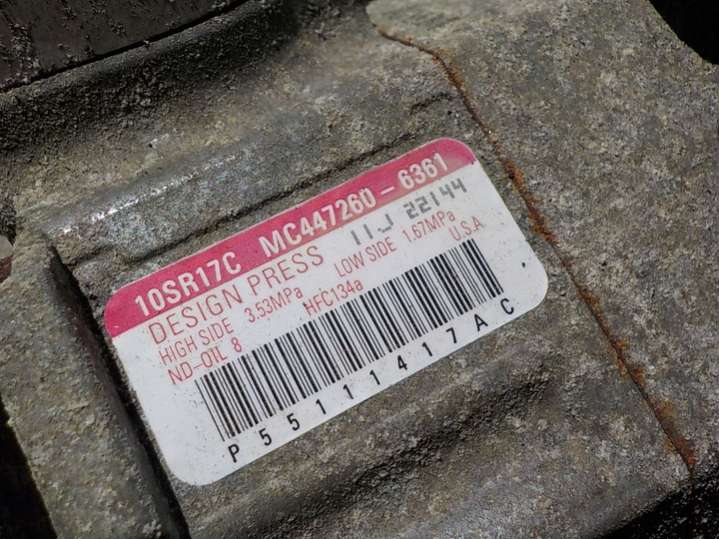 10SR17C MC447260-6361
DESIGN PRESS 11J 22144
HIGH SIDE 3.53MPa LOW SIDE 1.67MPa
ND-OIL 8 HFC134a U.S.A
P55111417AC